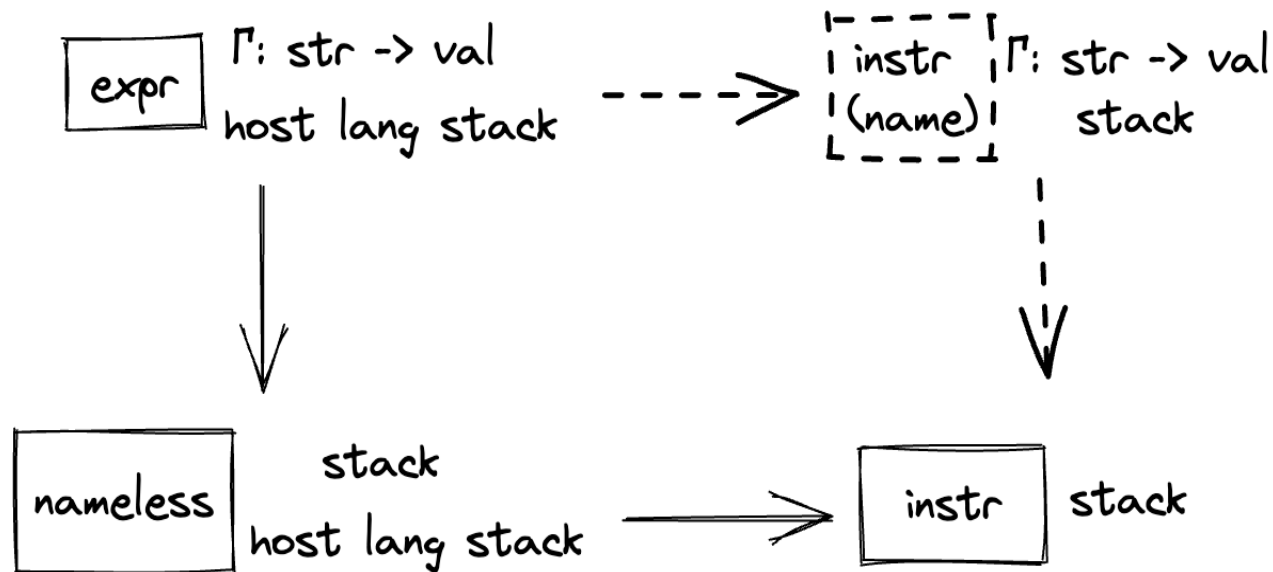 expr
Γ: str -> val
host lang stack
instr
(name)
Γ: str -> val
stack
nameless
stack
host lang stack
instr
stack